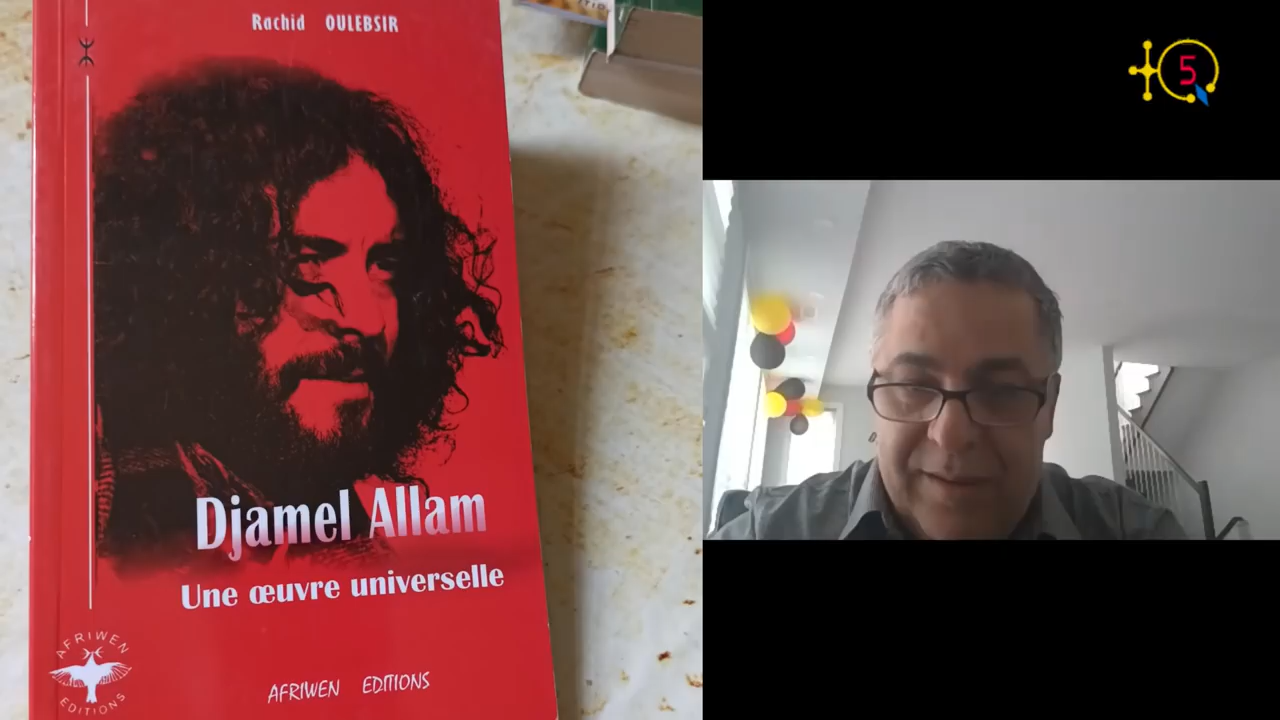 Rachid OULEBSIR
Djamel Allam
Une œuvre universelle
AFRIWEN
EDITIONS
AFRIWEN EDITIONS
5